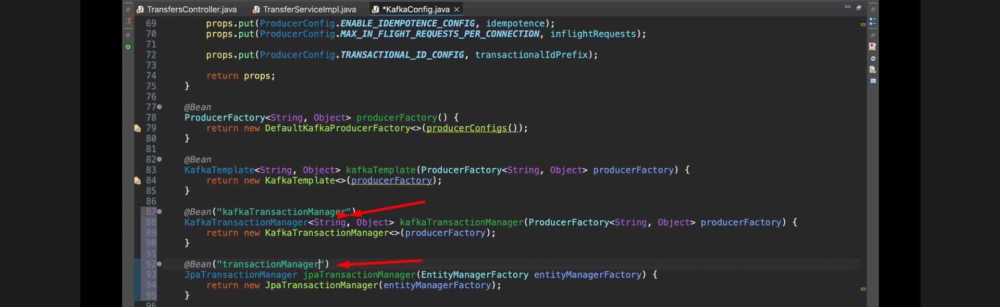 TransfersController.java TransferServiceImpl.java *KafkaConfig.java
69 props.put(ProducerConfig.ENABLE_IDEMPOTENCE_CONFIG, idempotence);
70 props.put(ProducerConfig.MAX_IN_FLIGHT_REQUESTS_PER_CONNECTION, inflightRequests);
71
72 props.put(ProducerConfig.TRANSACTIONAL_ID_CONFIG, transactionalIdPrefix);
73
74 return props;
75 }
76
77 @Bean
78 ProducerFactory<String, Object> producerFactory() {
79 return new DefaultKafkaProducerFactory<>(producerConfigs());
80 }
81
82 @Bean
83 KafkaTemplate<String, Object> kafkaTemplate(ProducerFactory<String, Object> producerFactory) {
84 return new KafkaTemplate<>(producerFactory);
85 }
86
87 @Bean("kafkaTransactionManager")
88 KafkaTransactionManager<String, Object> kafkaTransactionManager(ProducerFactory<String, Object> producerFactory) {
89 return new KafkaTransactionManager<>(producerFactory);
90 }
91
92 @Bean("transactionManager")
93 JpaTransactionManager jpaTransactionManager(EntityManagerFactory entityManagerFactory) {
94 return new JpaTransactionManager(entityManagerFactory);
95 }
96